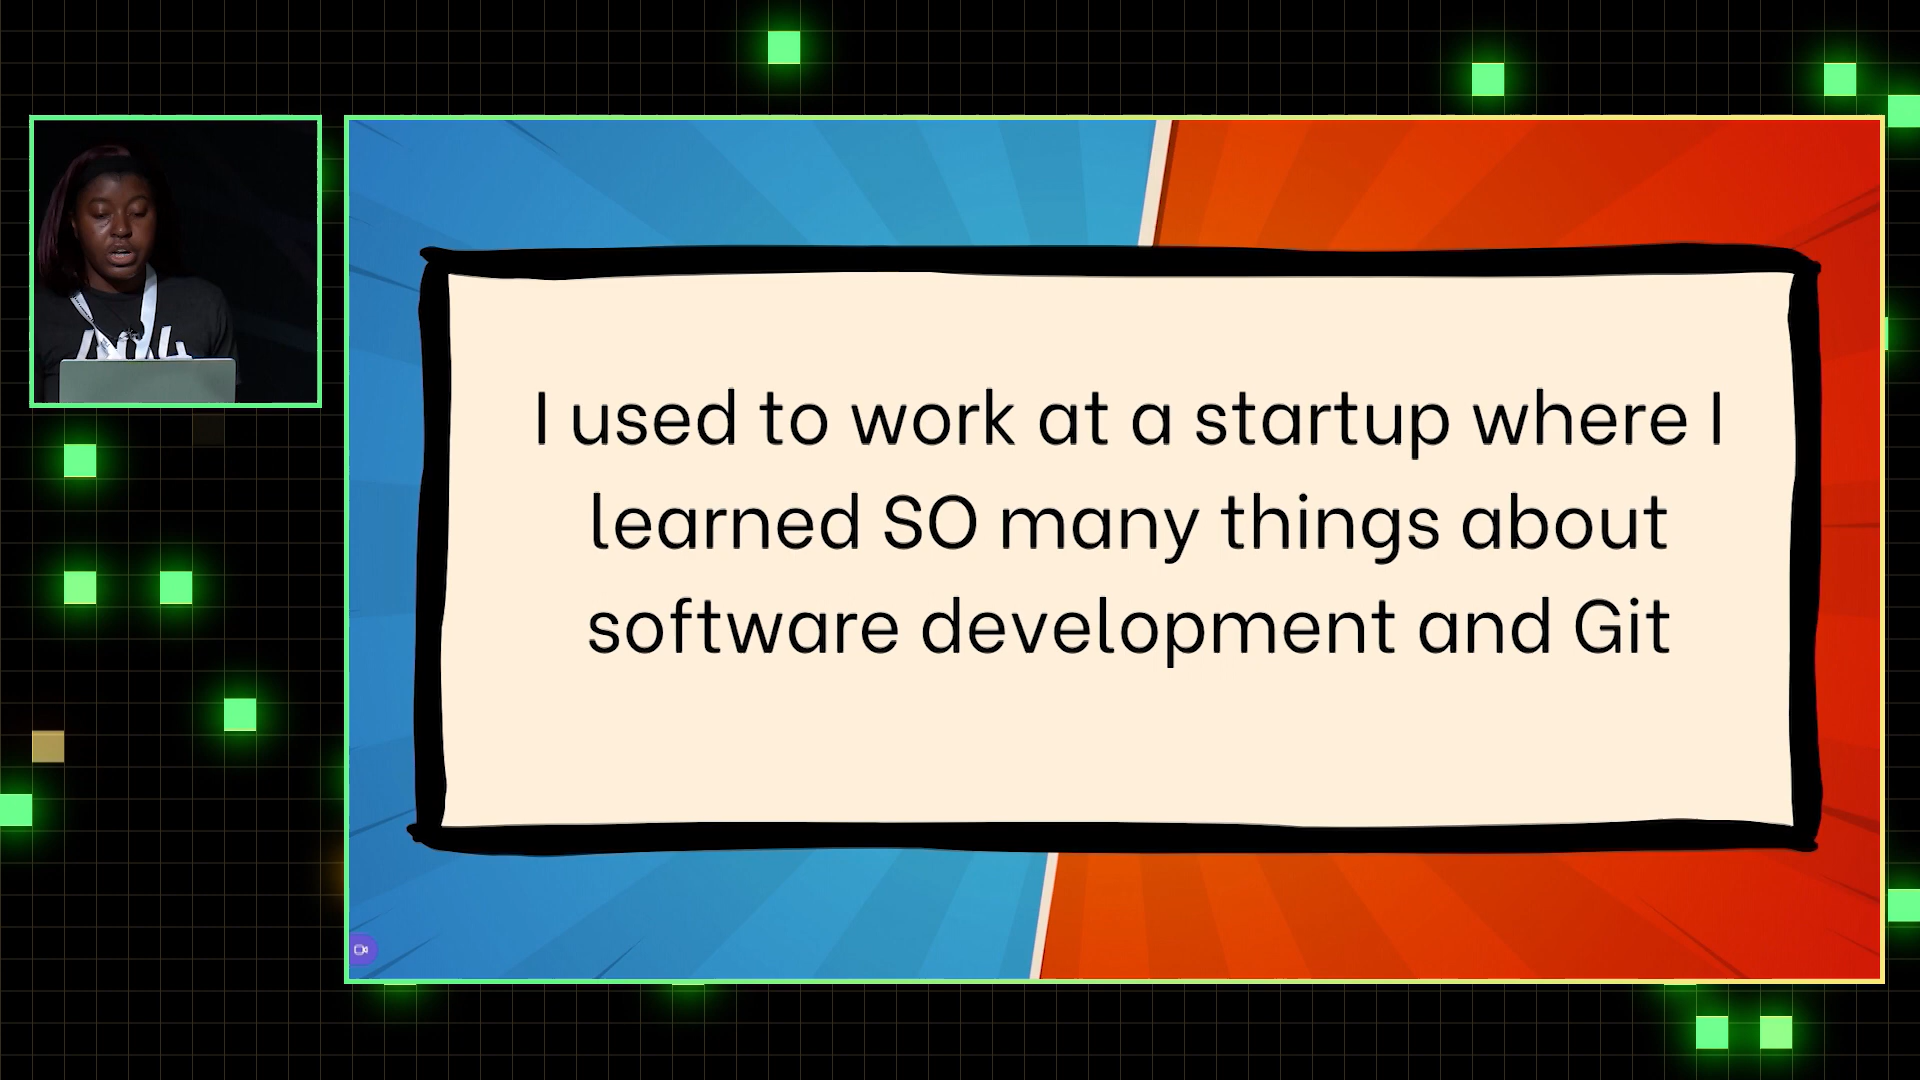 I used to work at a startup where I
learned SO many things about
software development and Git